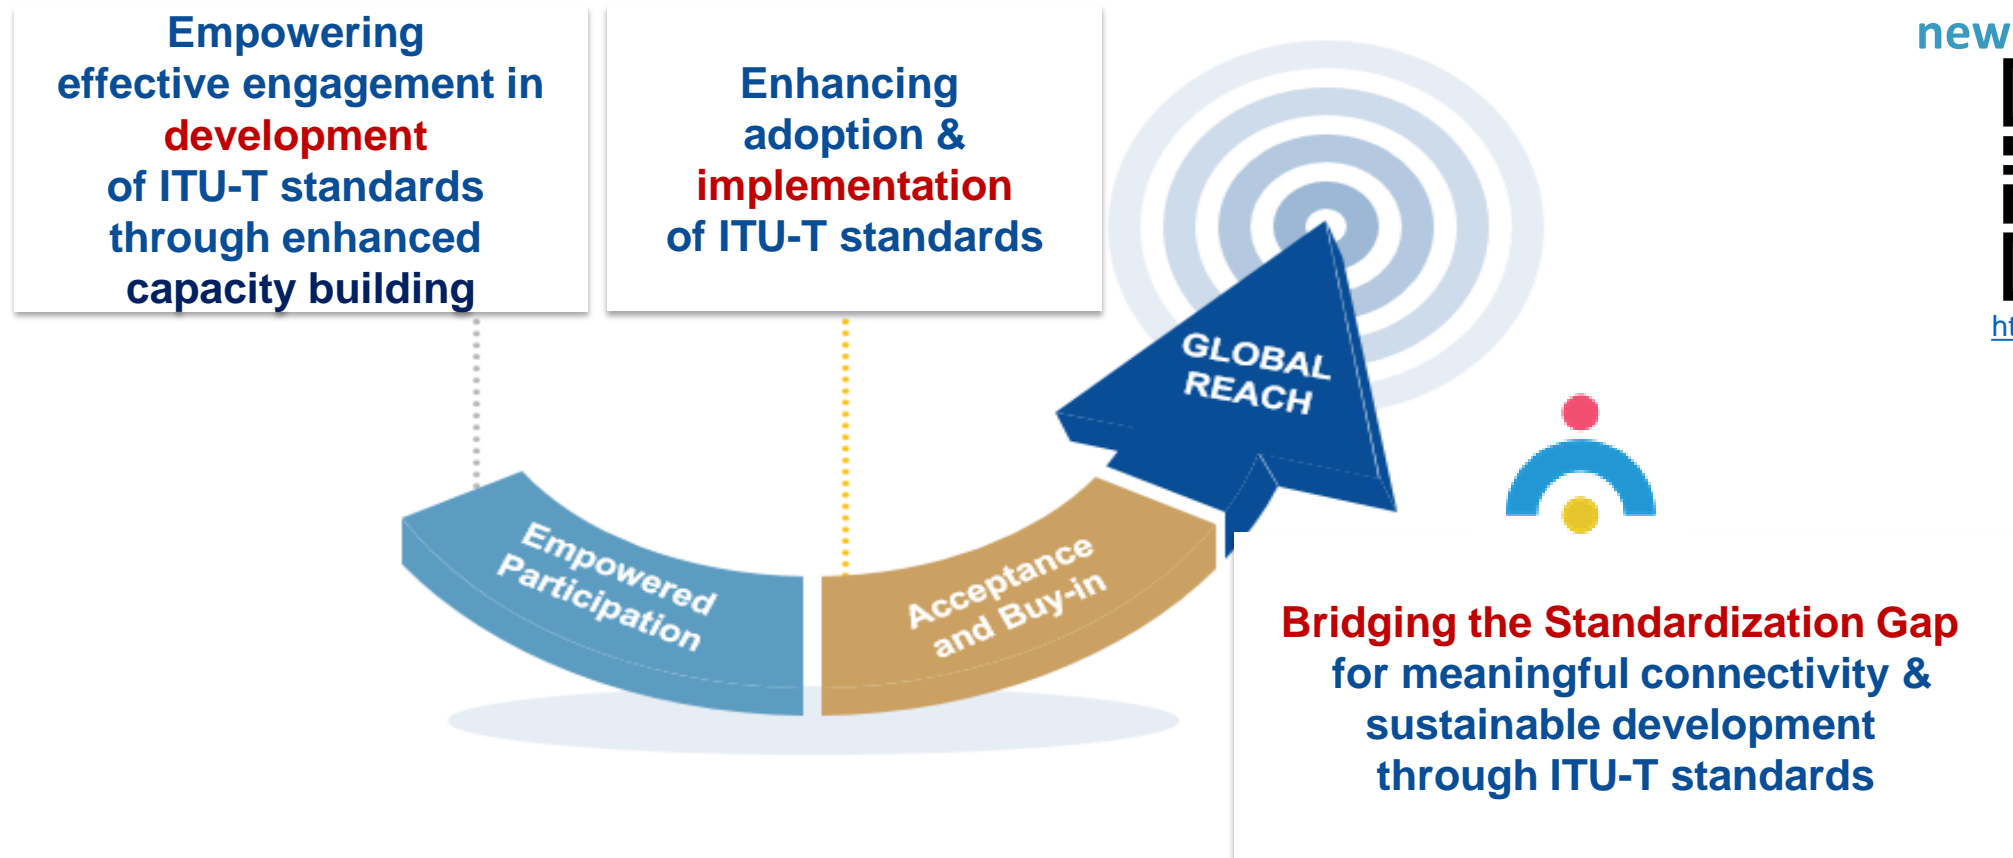 Empowering
effective engagement in
development
of ITU-T standards
through enhanced
capacity building
Enhancing
adoption &
implementation
of ITU-T standards
new
GLOBAL
REACH
Empowered
Participation
Acceptance
and Buy-in
Bridging the Standardization Gap
for meaningful connectivity &
sustainable development
through ITU-T standards